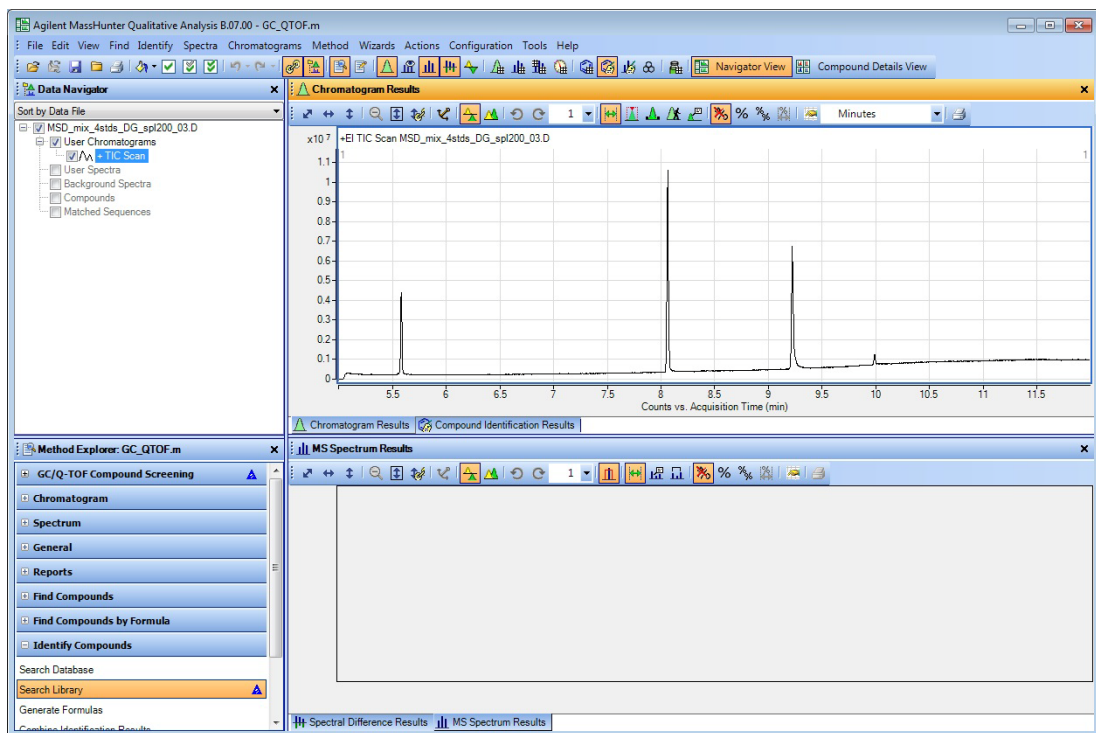 Agilent MassHunter Qualitative Analysis B.07.00 - GC_QTOF.m
File Edit View Find Identify Spectra Chromatograms Method Wizards Actions Configuration Tools Help
Navigator View Compound Details View
Data Navigator
Sort by Data File
MSD_mix_4stds_DG_spl200_03.D
User Chromatograms
+ TIC Scan
User Spectra
Background Spectra
Compounds
Matched Sequences
Chromatogram Results
1 Minutes
x10 7 +EI TIC Scan MSD_mix_4stds_DG_spl200_03.D
1 1
1.1
1
0.9
0.8
0.7
0.6
0.5
0.4
0.3
0.2
0.1
0
5.5 6 6.5 7 7.5 8 8.5 9 9.5 10 10.5 11 11.5
Counts vs. Acquisition Time (min)
Chromatogram Results Compound Identification Results
Method Explorer: GC_QTOF.m
GC/Q-TOF Compound Screening
Chromatogram
Spectrum
General
Reports
Find Compounds
Find Compounds by Formula
Identify Compounds
Search Database
Search Library
Generate Formulas
Combine Identification Results
MS Spectrum Results
1
Spectral Difference Results MS Spectrum Results